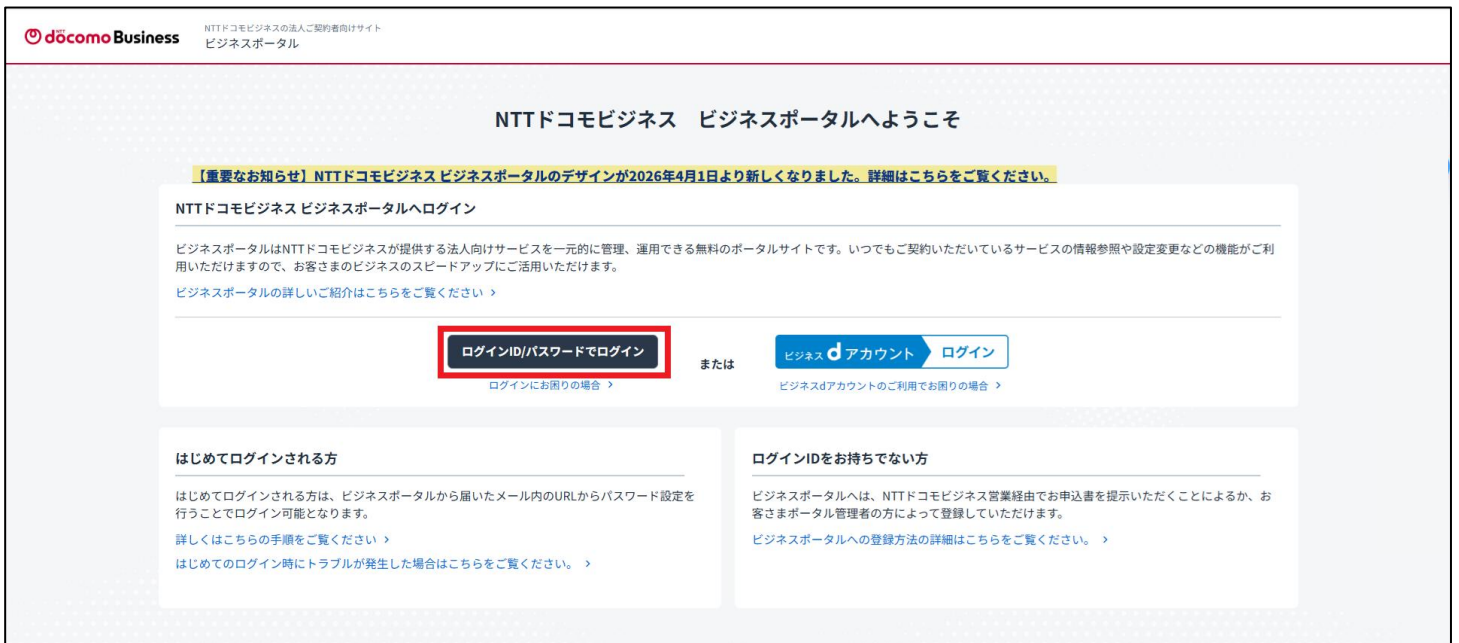 NTT döcomo Business
NTTドコモビジネスの法人ご契約者向けサイト
ビジネスポータル
NTTドコモビジネス　ビジネスポータルへようこそ
【重要なお知らせ】NTTドコモビジネス ビジネスポータルのデザインが2026年4月1日より新しくなりました。詳細はこちらをご覧ください。
NTTドコモビジネス ビジネスポータルへログイン
ビジネスポータルはNTTドコモビジネスが提供する法人向けサービスを一元的に管理、運用できる無料のポータルサイトです。いつでもご契約いただいているサービスの情報参照や設定変更などの機能がご利
用いただけますので、お客さまのビジネスのスピードアップにご活用いただけます。
ビジネスポータルの詳しいご紹介はこちらをご覧ください ›
ログインID/パスワードでログイン
ログインにお困りの場合 ›
または
ビジネス dアカウント ログイン
ビジネスdアカウントのご利用でお困りの場合 ›
はじめてログインされる方
はじめてログインされる方は、ビジネスポータルから届いたメール内のURLからパスワード設定を
行うことでログイン可能となります。
詳しくはこちらの手順をご覧ください ›
はじめてのログイン時にトラブルが発生した場合はこちらをご覧ください。 ›
ログインIDをお持ちでない方
ビジネスポータルへは、NTTドコモビジネス営業経由でお申込書を提示いただくことによるか、お
客さまポータル管理者の方によって登録していただけます。
ビジネスポータルへの登録方法の詳細はこちらをご覧ください。 ›